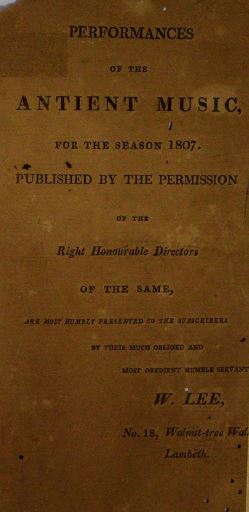 PERFORMANCES
OF THE
ANTIENT MUSIC,
FOR THE SEASON 1807.
PUBLISHED BY THE PERMISSION
OF THE
Right Honourable Directors
OF THE SAME,
ARE MOST HUMBLY PRESENTED TO THE SUBSCRIBERS
BY THEIR MUCH OBLIGED AND
MOST OBEDIENT HUMBLE SERVANT
W. LEE,
No. 18, Walnut-tree Wal
Lambeth.